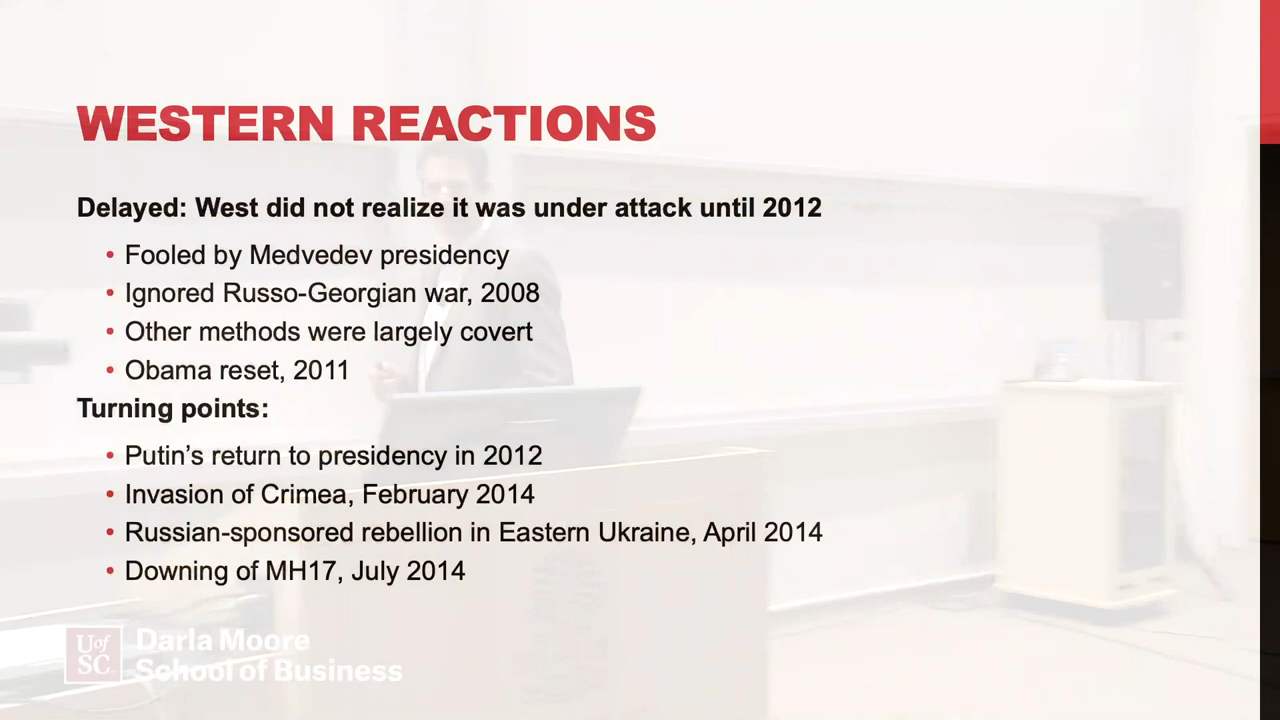 WESTERN REACTIONS
Delayed: West did not realize it was under attack until 2012
• Fooled by Medvedev presidency
• Ignored Russo-Georgian war, 2008
• Other methods were largely covert
• Obama reset, 2011
Turning points:
• Putin’s return to presidency in 2012
• Invasion of Crimea, February 2014
• Russian-sponsored rebellion in Eastern Ukraine, April 2014
• Downing of MH17, July 2014
UofSC
Darla Moore
School of Business